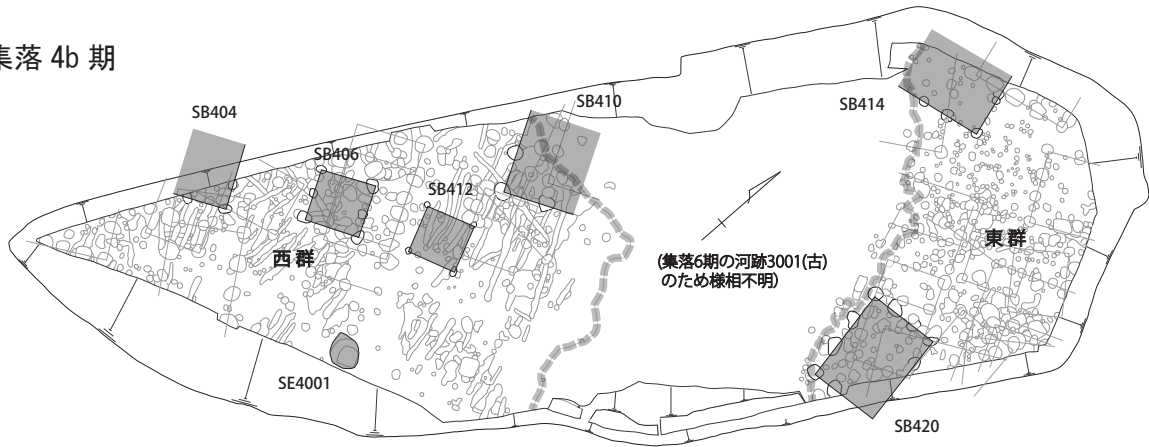 集落 4b 期
SB404
SB406
SB412
SB410
SB414
西群
東群
(集落6期の河跡3001(古)
のため様相不明)
SE4001
SB420